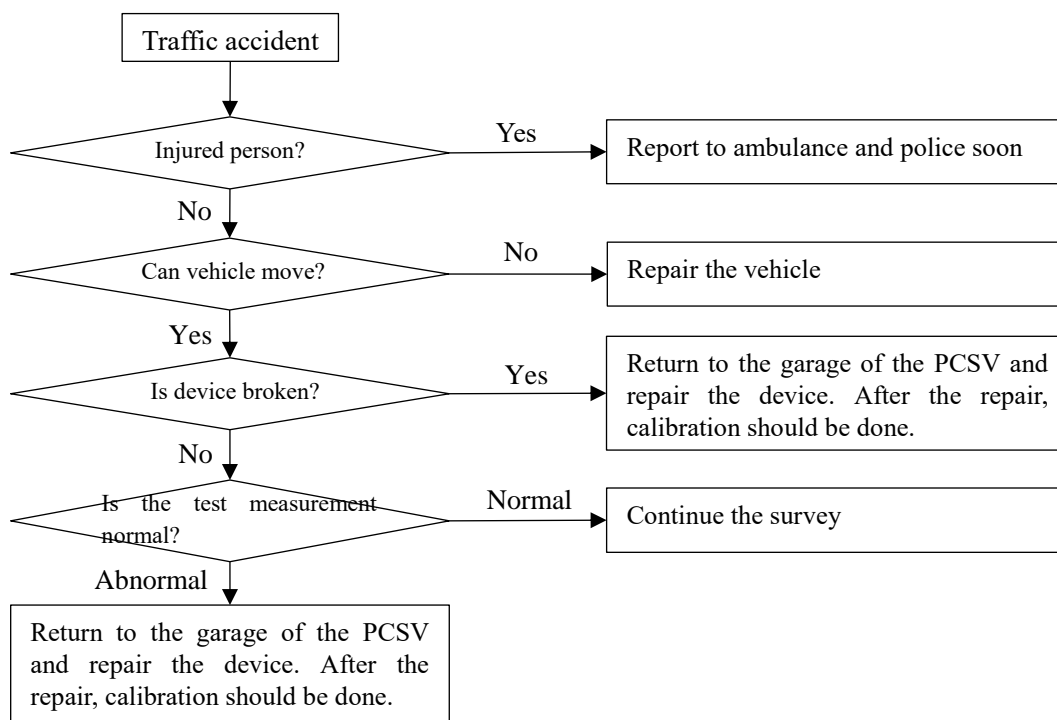 Traffic accident
Injured person?
Yes
Report to ambulance and police soon
No
Can vehicle move?
No
Repair the vehicle
Yes
Is device broken?
Yes
Return to the garage of the PCSV and
repair the device. After the repair,
calibration should be done.
No
Is the test measurement
normal?
Normal
Continue the survey
Abnormal
Return to the garage of the PCSV
and repair the device. After the
repair, calibration should be done.